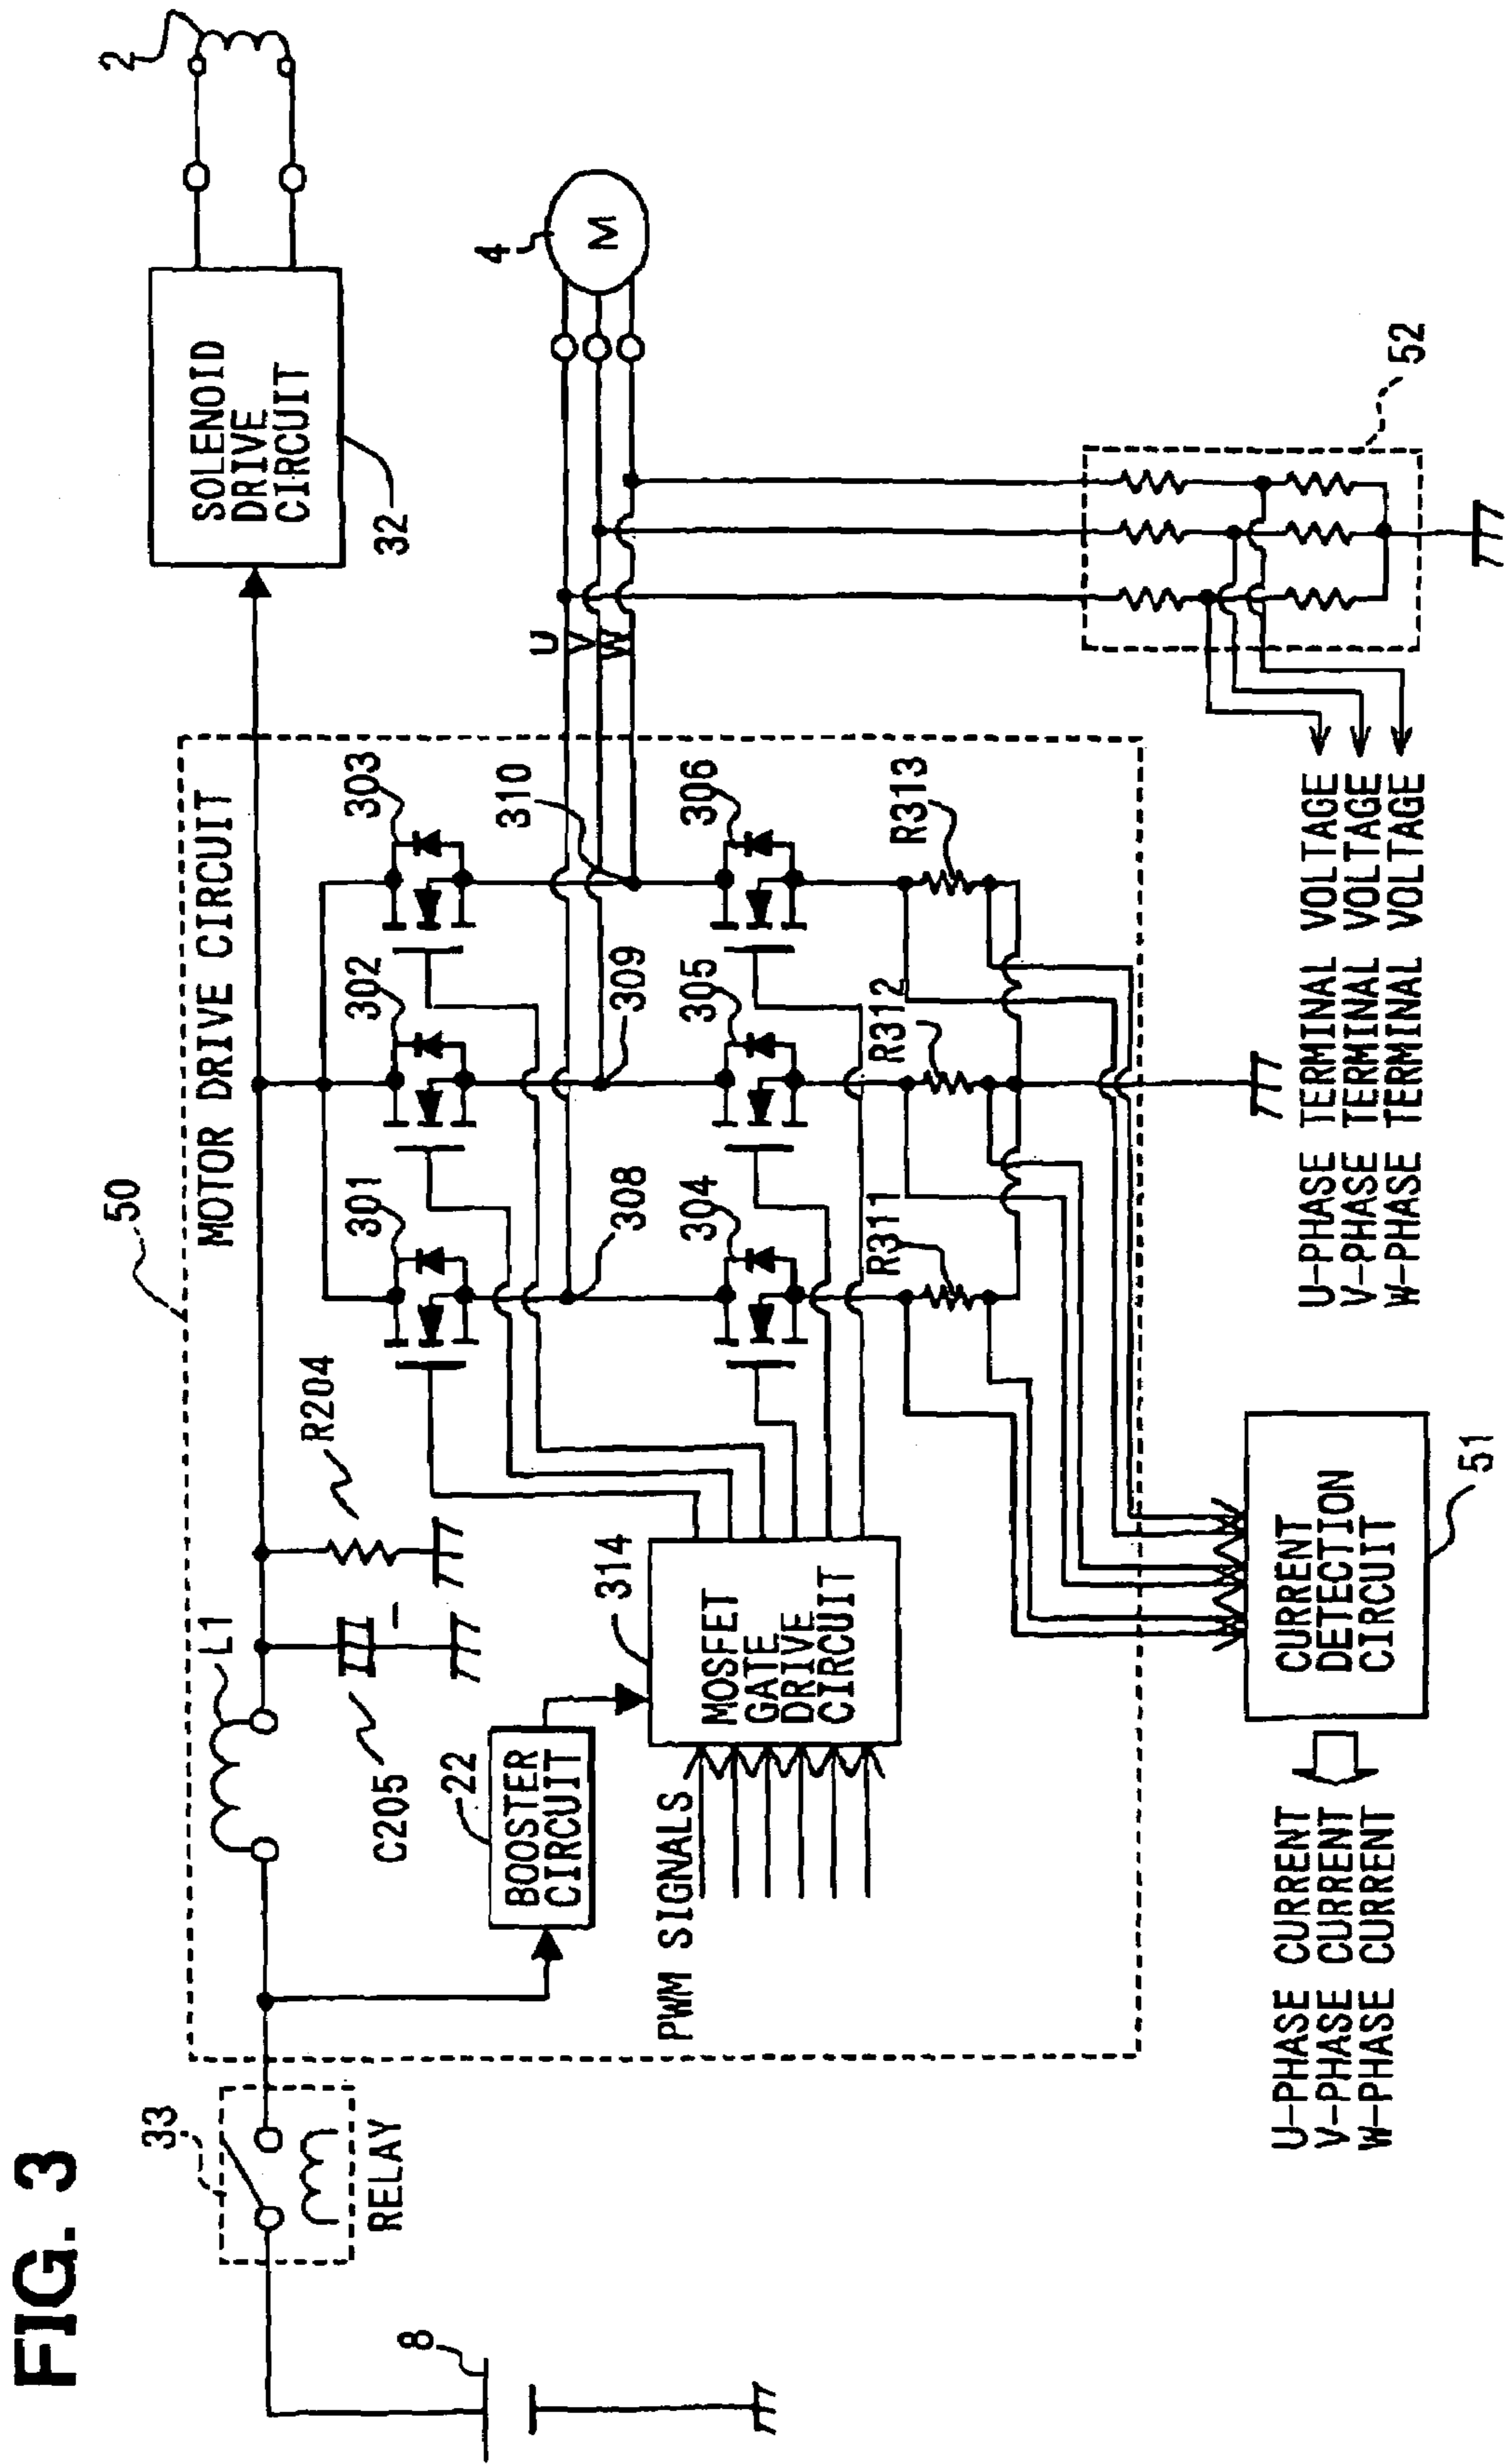 FIG. 3
2
SOLENOID
DRIVE
CIRCUIT
32
4
M
50
MOTOR DRIVE CIRCUIT
33
RELAY
8
L1
C205
R204
22
BOOSTER
CIRCUIT
314
MOSFET
GATE
DRIVE
CIRCUIT
PWM SIGNALS
301
302
303
308
309
310
304
305
306
R311
R312
R313
U
V
W
52
U-PHASE TERMINAL VOLTAGE
V-PHASE TERMINAL VOLTAGE
W-PHASE TERMINAL VOLTAGE
CURRENT
DETECTION
CIRCUIT
51
U-PHASE CURRENT
V-PHASE CURRENT
W-PHASE CURRENT